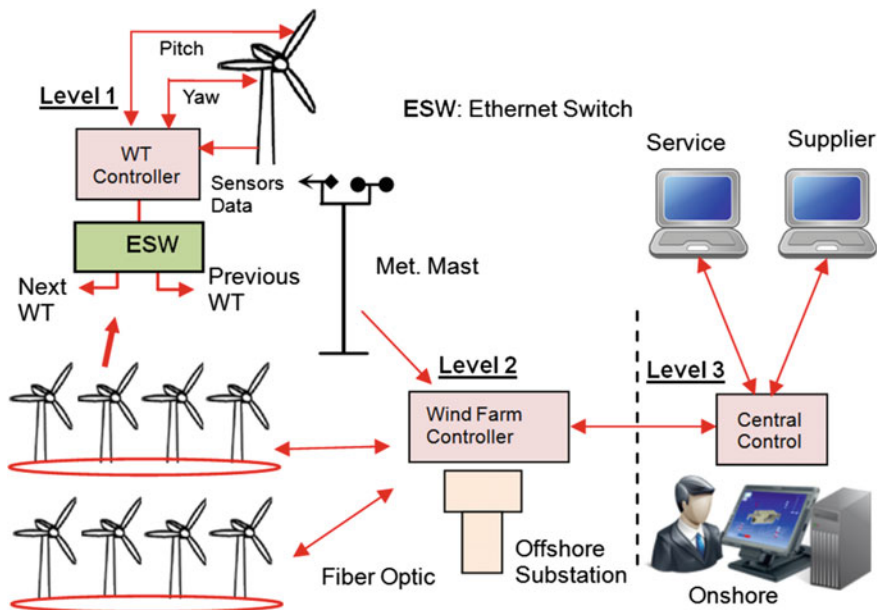 Pitch
Level 1
Yaw
ESW: Ethernet Switch
WT
Controller
Sensors
Data
Service
Supplier
ESW
Next
WT
Previous
WT
Met. Mast
Level 2
Level 3
Wind Farm
Controller
Central
Control
Fiber Optic
Offshore
Substation
Onshore